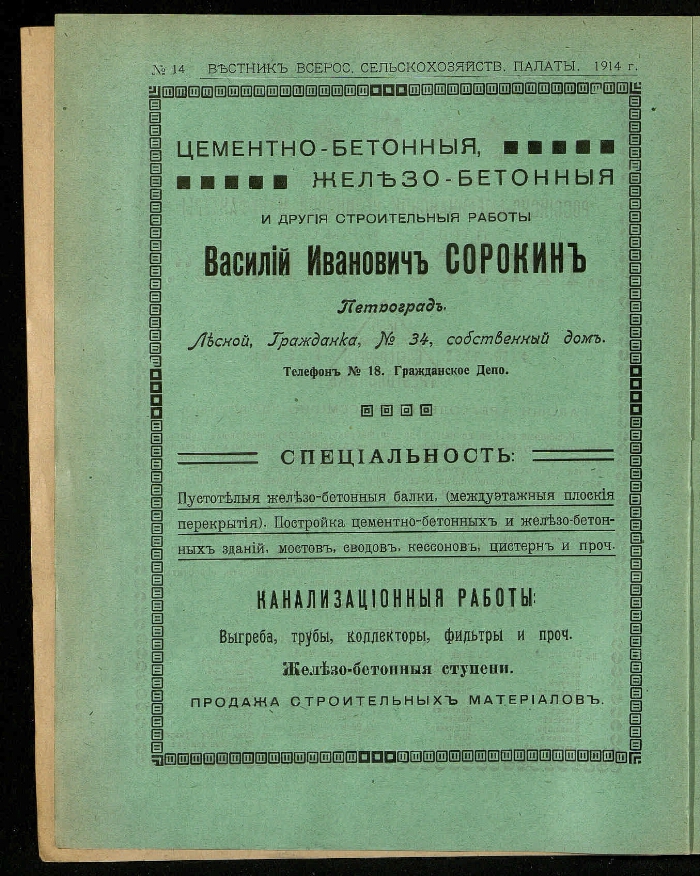 № 14 ВѢСТНИКЪ ВСЕРОС. СЕЛЬСКОХОЗЯЙСТВ. ПАЛАТЫ. 1914 г.
ЦЕМЕНТНО-БЕТОННЫЯ,
ЖЕЛѢЗО-БЕТОННЫЯ
И ДРУГІЯ СТРОИТЕЛЬНЫЯ РАБОТЫ
Василій Ивановичъ СОРОКИНЪ
Петроградъ.
Лѣсной, Гражданка, № 34, собственный домъ.
Телефонъ № 18. Гражданское Депо.
СПЕЦІАЛЬНОСТЬ:
Пустотѣлыя желѣзо-бетонныя балки, (междуэтажныя плоскія
перекрытія). Постройка цементно-бетонныхъ и желѣзо-бетон-
ныхъ зданій, мостовъ, сводовъ, кессоновъ, цистернъ и проч.
КАНАЛИЗАЦІОННЫЯ РАБОТЫ:
Выгреба, трубы, коллекторы, фильтры и проч.
Желѣзо-бетонныя ступени.
ПРОДАЖА СТРОИТЕЛЬНЫХЪ МАТЕРІАЛОВЪ.